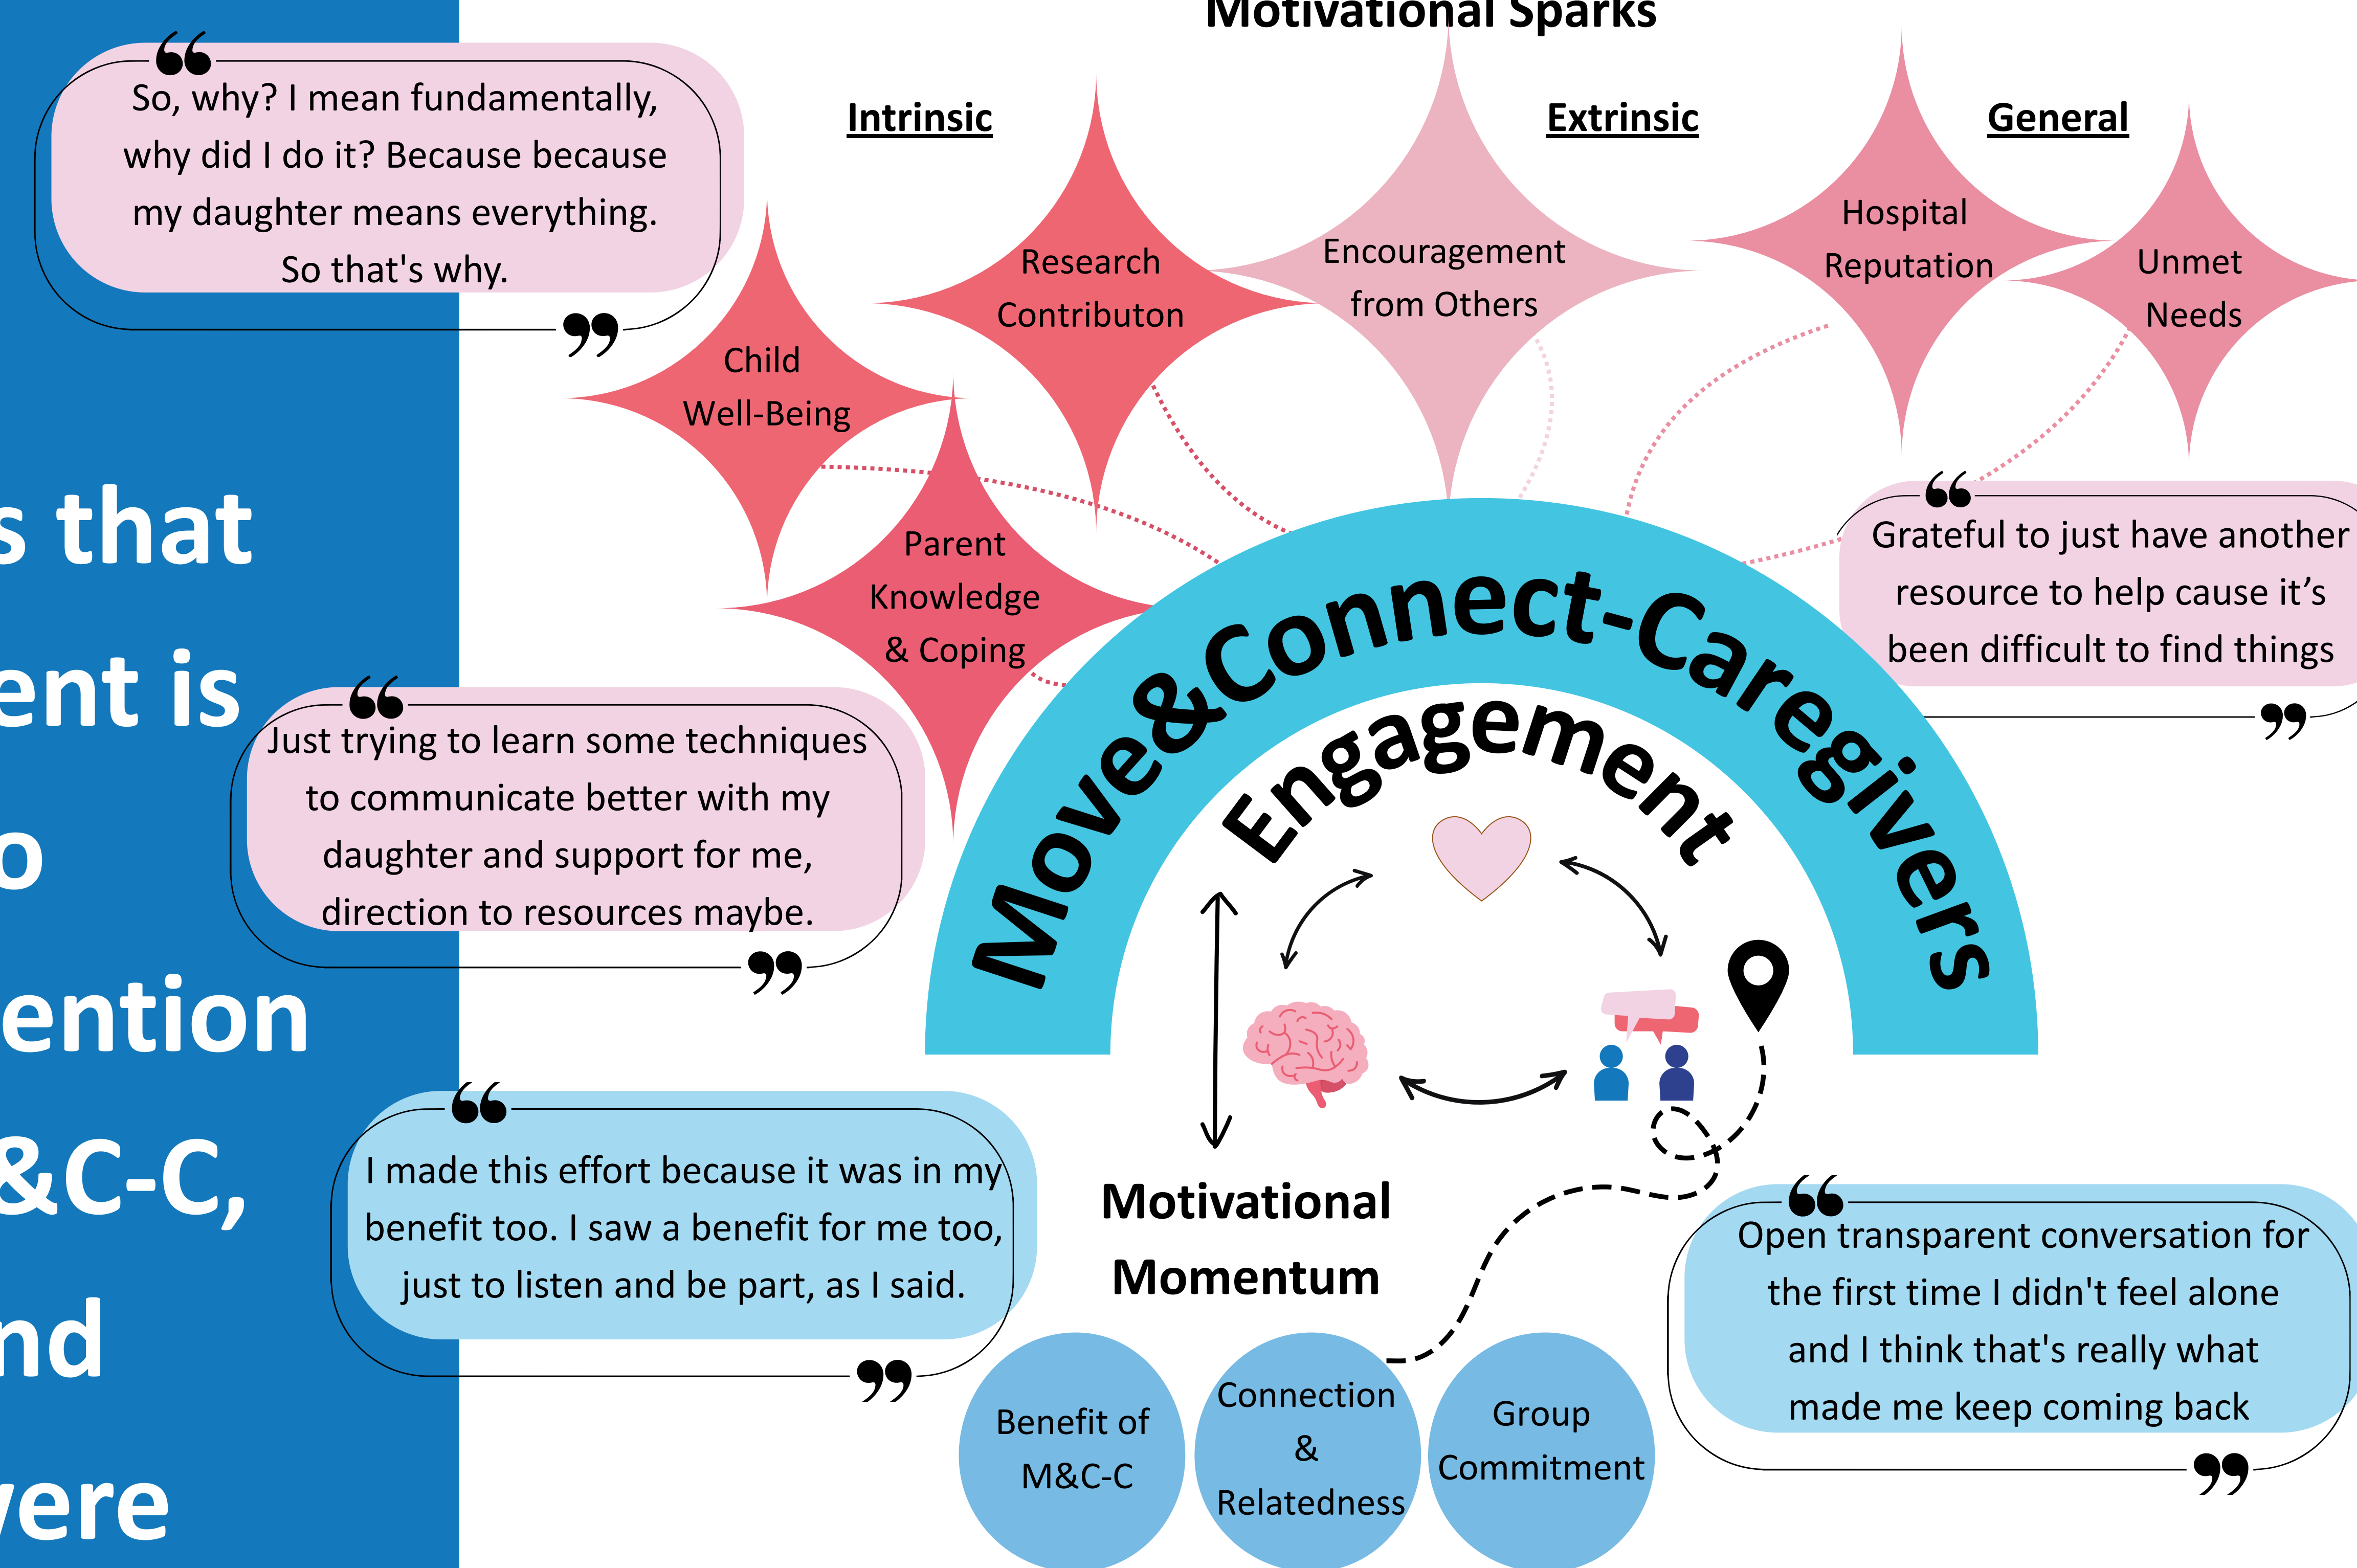 Motivational Sparks
Intrinsic
Extrinsic
General
So, why? I mean fundamentally,
why did I do it? Because because
my daughter means everything.
So that's why.
Child
Well-Being
Research
Contributon
Encouragement
from Others
Hospital
Reputation
Unmet
Needs
Parent
Knowledge
& Coping
Grateful to just have another
resource to help cause it’s
been difficult to find things
Just trying to learn some techniques
to communicate better with my
daughter and support for me,
direction to resources maybe.
Move&Connect-Caregivers
Engagement
I made this effort because it was in my
benefit too. I saw a benefit for me too,
just to listen and be part, as I said.
Motivational
Momentum
Open transparent conversation for
the first time I didn't feel alone
and I think that's really what
made me keep coming back
Benefit of
M&C-C
Connection
&
Relatedness
Group
Commitment
that
is
&C-C,